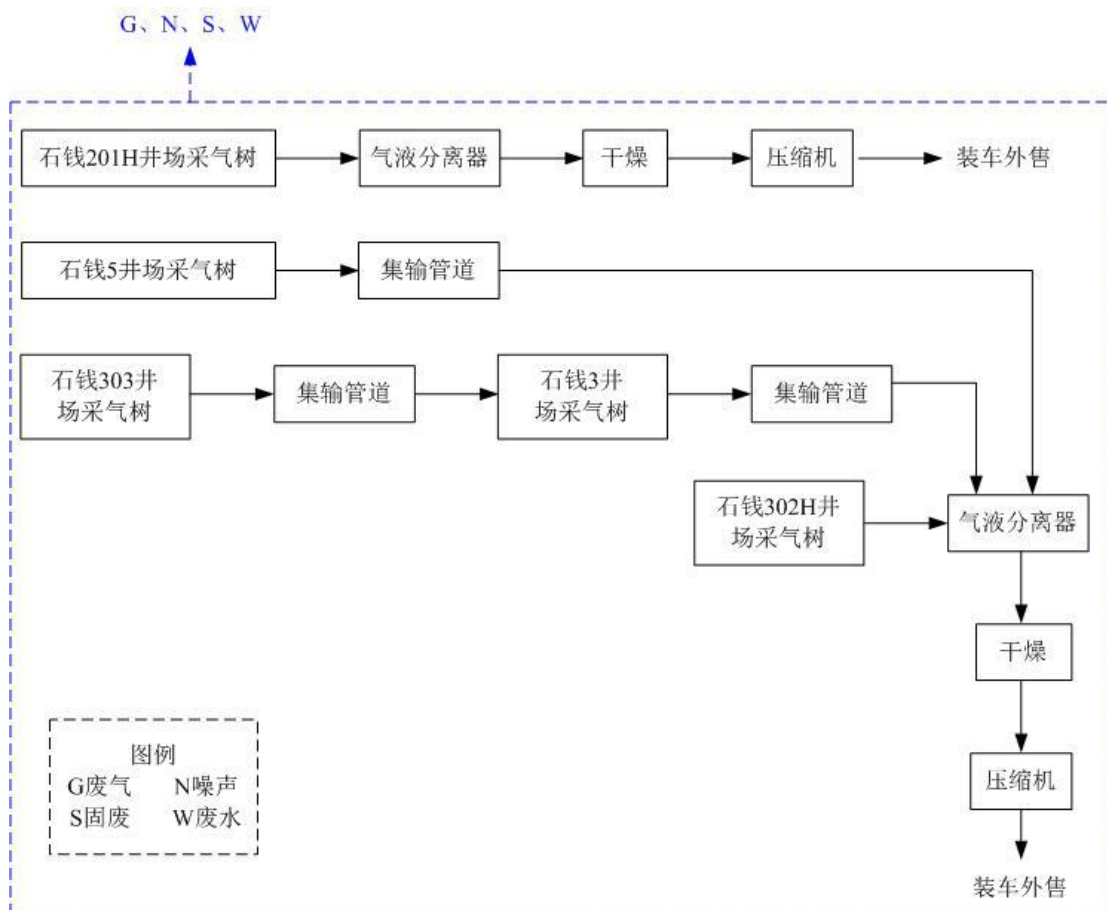 G、N、S、W
石钱201H井场采气树
气液分离器
干燥
压缩机
装车外售
石钱5井场采气树
集输管道
石钱303井
场采气树
集输管道
石钱3井
场采气树
集输管道
石钱302H井
场采气树
气液分离器
干燥
压缩机
装车外售
图例
G废气 N噪声
S固废 W废水